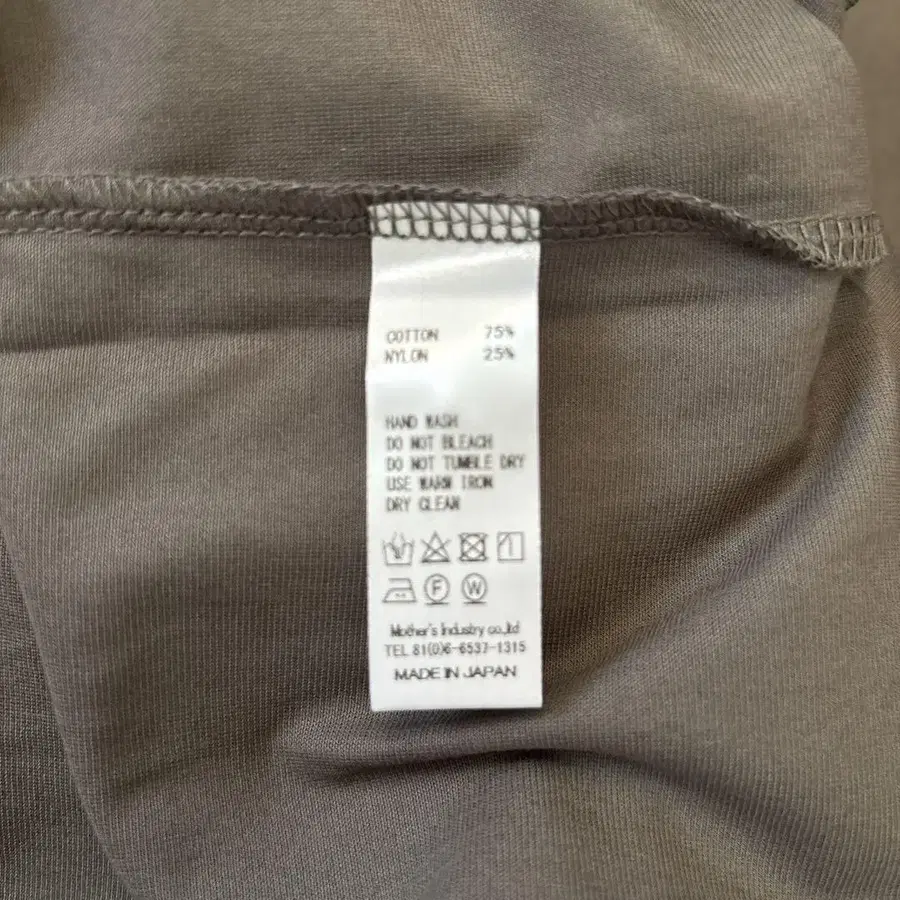 COTTON 75%
NYLON 25%
HAND WASH
DO NOT BLEACH
DO NOT TUMBLE DRY
USE WARM IRON
DRY CLEAN
F W
Mother's Industry co.,ltd
TEL 81(0)6-6537-1315
MADE IN JAPAN